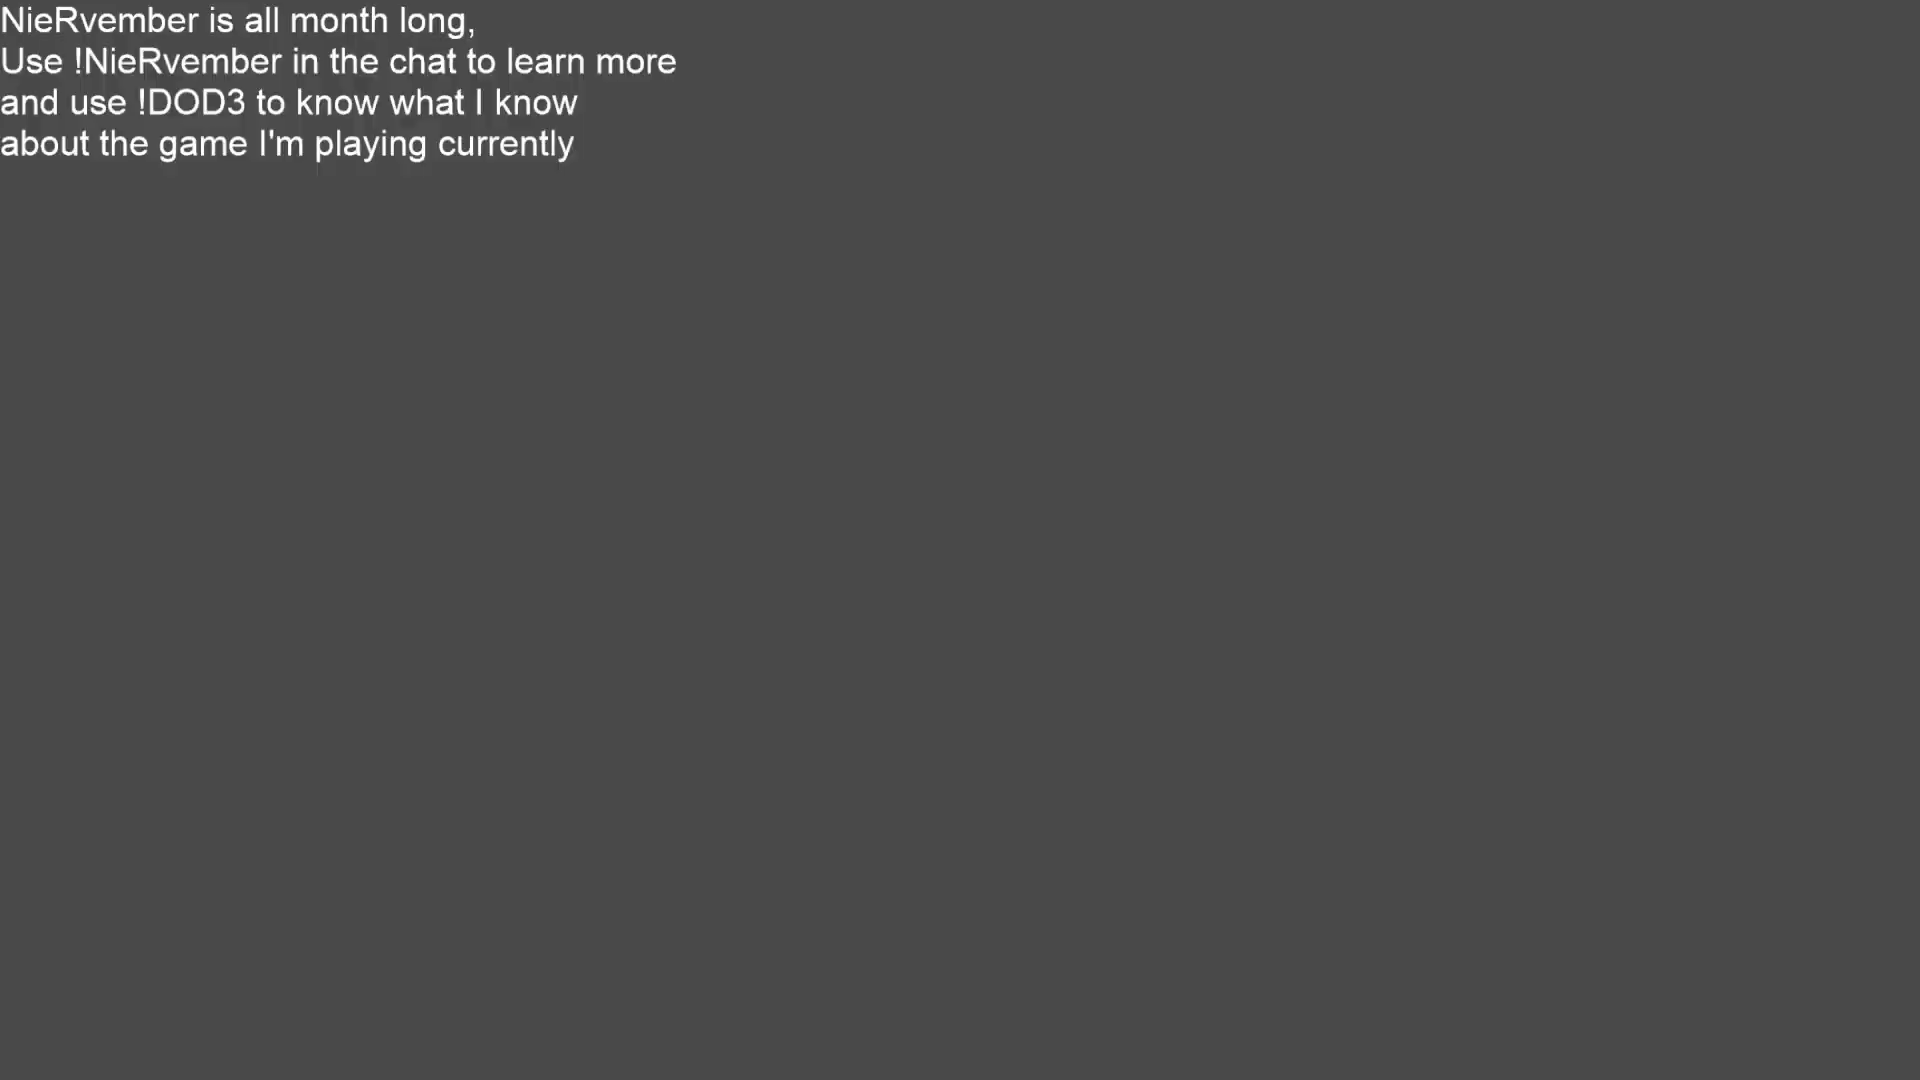 NieRvember is all month long,
Use !NieRvember in the chat to learn more
and use !DOD3 to know what I know
about the game I'm playing currently